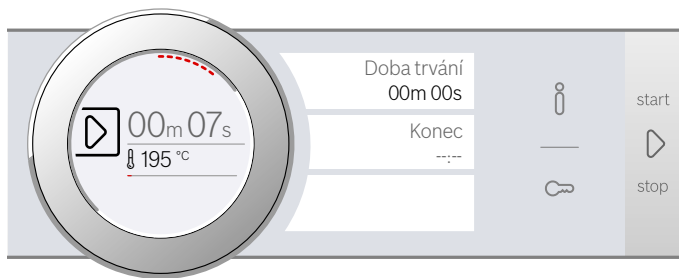 00m 07s
195 °C
Doba trvání
00m 00s
Konec
--:--
start
stop